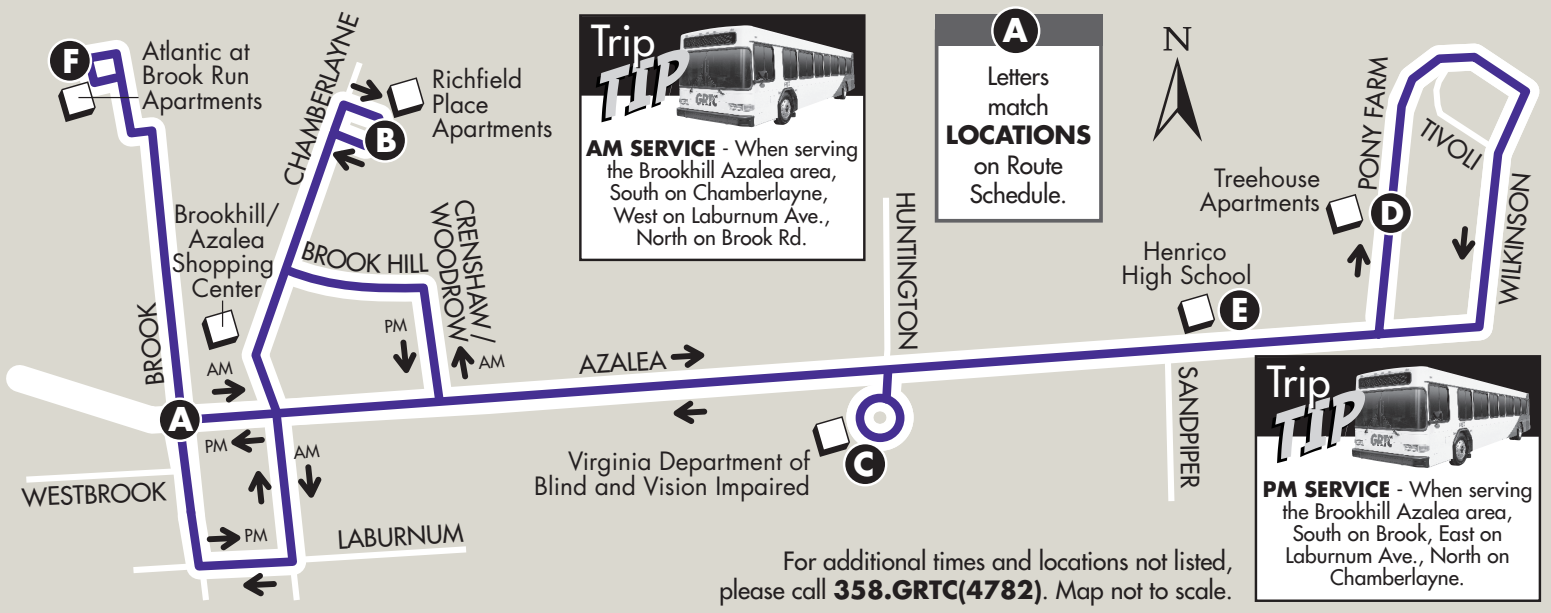 F
Atlantic at
Brook Run
Apartments
CHAMBERLAYNE
Richfield
Place
Apartments
B
Brookhill/
Azalea
Shopping
Center
BROOK
BROOK HILL
CRENSHAW/
WOODROW
PM
AM
AM
A
PM
AM
WESTBROOK
PM
LABURNUM
AZALEA
Trip
TIP
GRTC
AM SERVICE - When serving
the Brookhill Azalea area,
South on Chamberlayne,
West on Laburnum Ave.,
North on Brook Rd.
A
Letters
match
LOCATIONS
on Route
Schedule.
N
HUNTINGTON
Virginia Department of
Blind and Vision Impaired
C
Henrico
High School
E
Treehouse
Apartments
D
PONY FARM
TIVOLI
WILKINSON
SANDPIPER
Trip
TIP
GRTC
PM SERVICE - When serving
the Brookhill Azalea area,
South on Brook, East on
Laburnum Ave., North on
Chamberlayne.
For additional times and locations not listed,
please call 358.GRTC(4782). Map not to scale.